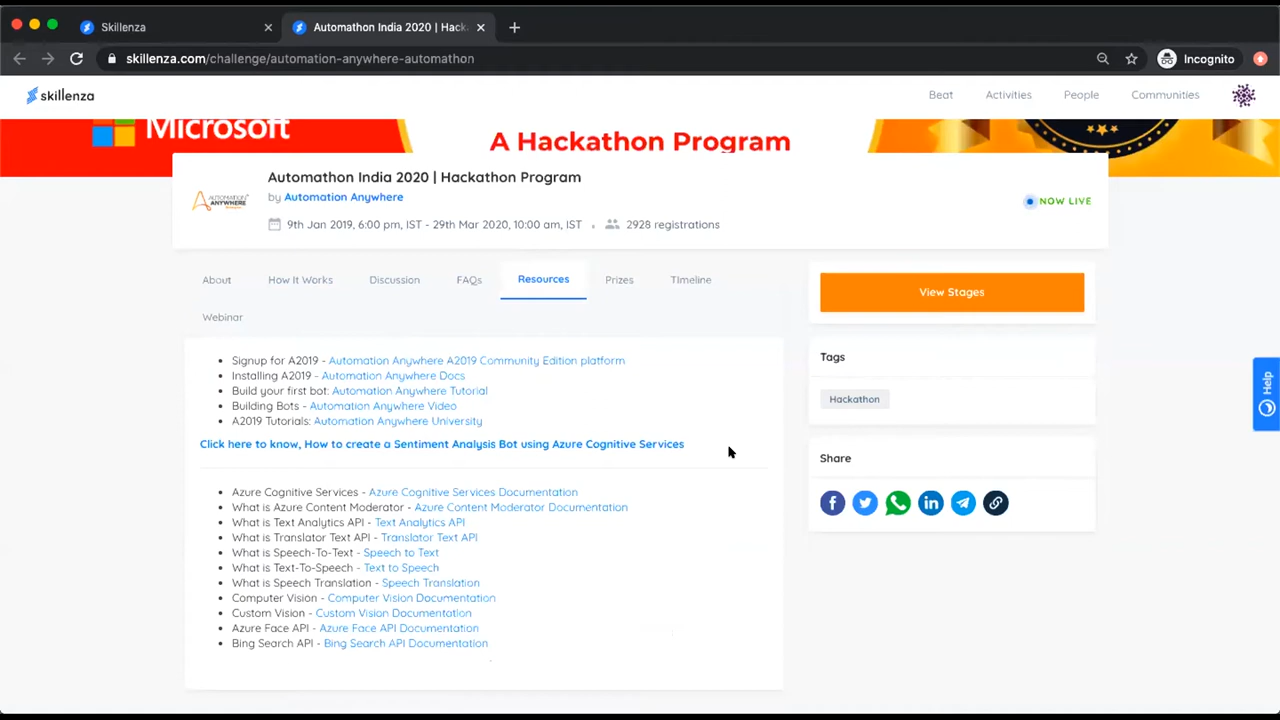 Skillenza
Automathon India 2020 | Hack
skillenza.com/challenge/automation-anywhere-automathon
Incognito
skillenza
Beat
Activities
People
Communities
Microsoft
A Hackathon Program
AUTOMATION
ANYWHERE
Automathon India 2020 | Hackathon Program
by Automation Anywhere
9th Jan 2019, 6:00 pm, IST - 29th Mar 2020, 10:00 am, IST
2928 registrations
NOW LIVE
About
How It Works
Discussion
FAQs
Resources
Prizes
TImeline
Webinar
Signup for A2019 - Automation Anywhere A2019 Community Edition platform
Installing A2019 - Automation Anywhere Docs
Build your first bot: Automation Anywhere Tutorial
Building Bots - Automation Anywhere Video
A2019 Tutorials: Automation Anywhere University
Click here to know, How to create a Sentiment Analysis Bot using Azure Cognitive Services
Azure Cognitive Services - Azure Cognitive Services Documentation
What is Azure Content Moderator - Azure Content Moderator Documentation
What is Text Analytics API - Text Analytics API
What is Translator Text API - Translator Text API
What is Speech-To-Text - Speech to Text
What is Text-To-Speech - Text to Speech
What is Speech Translation - Speech Translation
Computer Vision - Computer Vision Documentation
Custom Vision - Custom Vision Documentation
Azure Face API - Azure Face API Documentation
Bing Search API - Bing Search API Documentation
View Stages
Tags
Hackathon
Share
Help